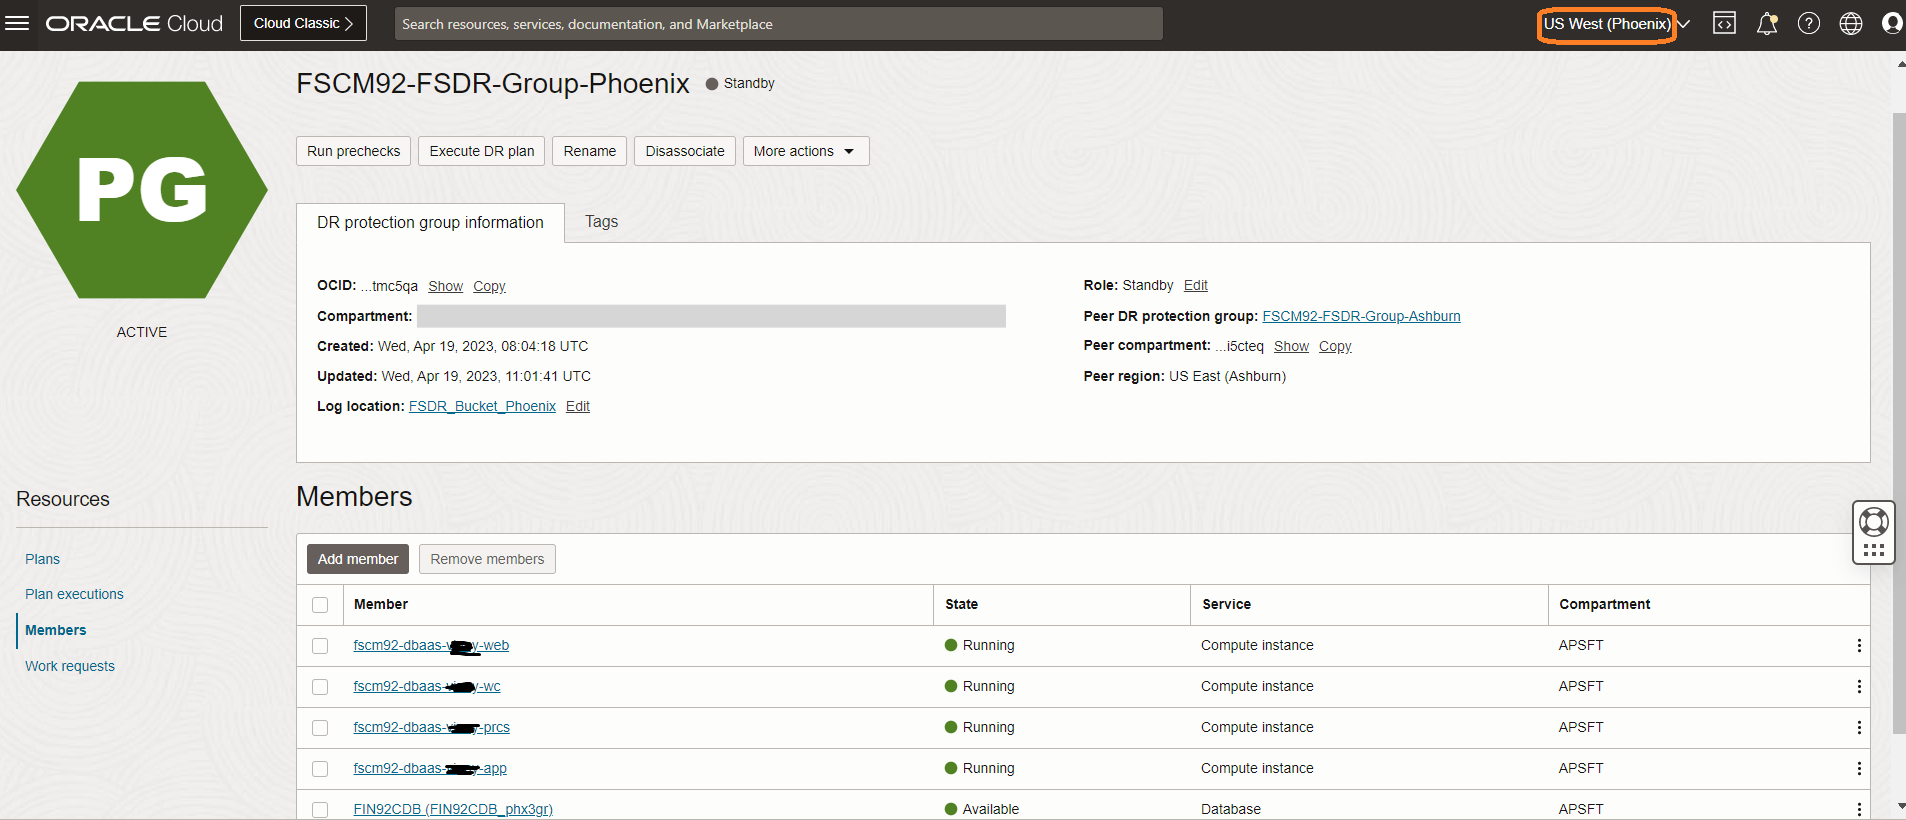 ORACLE Cloud Cloud Classic Search resources, services, documentation, and Marketplace US West (Phoenix)
PG
ACTIVE
FSCM92-FSDR-Group-Phoenix Standby
Run prechecks Execute DR plan Rename Disassociate More actions
DR protection group information Tags
OCID: ...tmc5qa Show Copy
Compartment:
Created: Wed, Apr 19, 2023, 08:04:18 UTC
Updated: Wed, Apr 19, 2023, 11:01:41 UTC
Log location: FSDR_Bucket_Phoenix Edit
Role: Standby Edit
Peer DR protection group: FSCM92-FSDR-Group-Ashburn
Peer compartment: ...i5cteq Show Copy
Peer region: US East (Ashburn)
Resources
Plans
Plan executions
Members
Work requests
Members
Add member Remove members
Member State Service Compartment
fscm92-dbaas- -web Running Compute instance APSFT
fscm92-dbaas- -wc Running Compute instance APSFT
fscm92-dbaas- -prcs Running Compute instance APSFT
fscm92-dbaas- -app Running Compute instance APSFT
FIN92CDB (FIN92CDB_phx3gr) Available Database APSFT